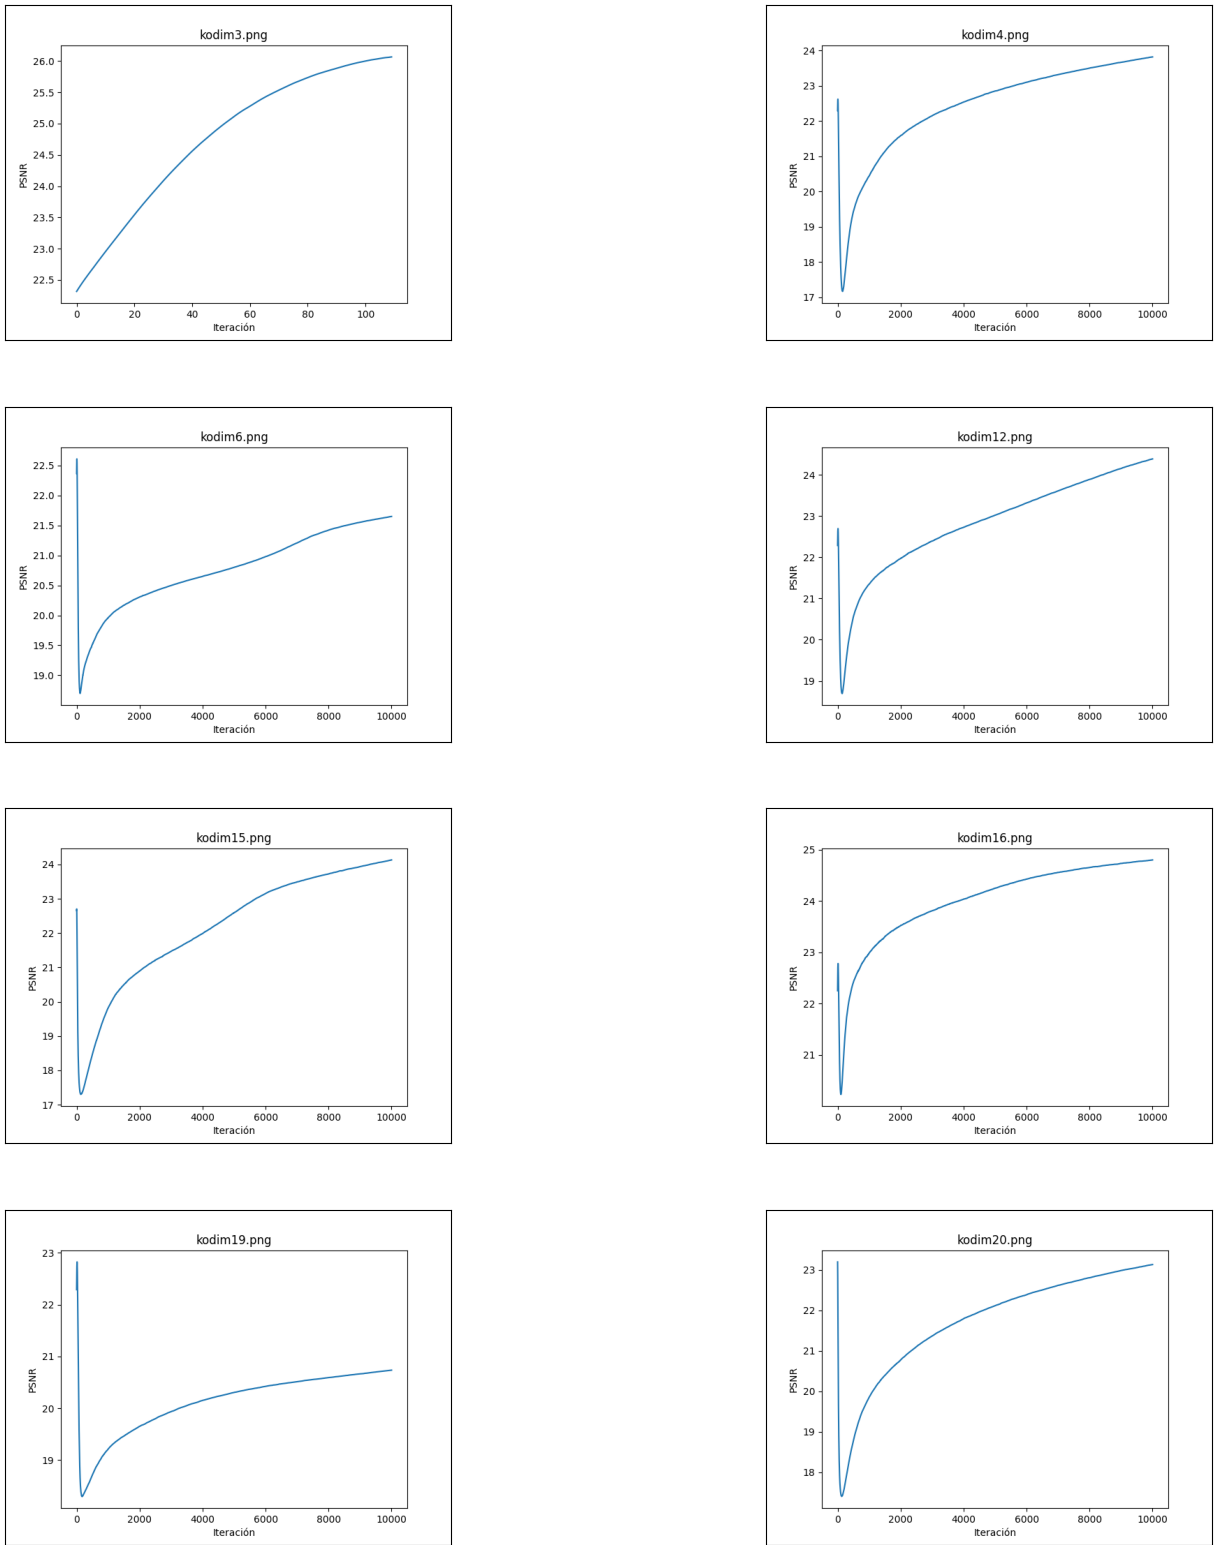 kodim3.png
26.0
25.5
25.0
24.5
24.0
23.5
23.0
22.5
PSNR
0 20 40 60 80 100
Iteración
kodim4.png
24
23
22
21
20
19
18
17
PSNR
0 2000 4000 6000 8000 10000
Iteración
kodim6.png
22.5
22.0
21.5
21.0
20.5
20.0
19.5
19.0
PSNR
0 2000 4000 6000 8000 10000
Iteración
kodim12.png
24
23
22
21
20
19
PSNR
0 2000 4000 6000 8000 10000
Iteración
kodim15.png
24
23
22
21
20
19
18
17
PSNR
0 2000 4000 6000 8000 10000
Iteración
kodim16.png
25
24
23
22
21
PSNR
0 2000 4000 6000 8000 10000
Iteración
kodim19.png
23
22
21
20
19
PSNR
0 2000 4000 6000 8000 10000
Iteración
kodim20.png
23
22
21
20
19
18
PSNR
0 2000 4000 6000 8000 10000
Iteración